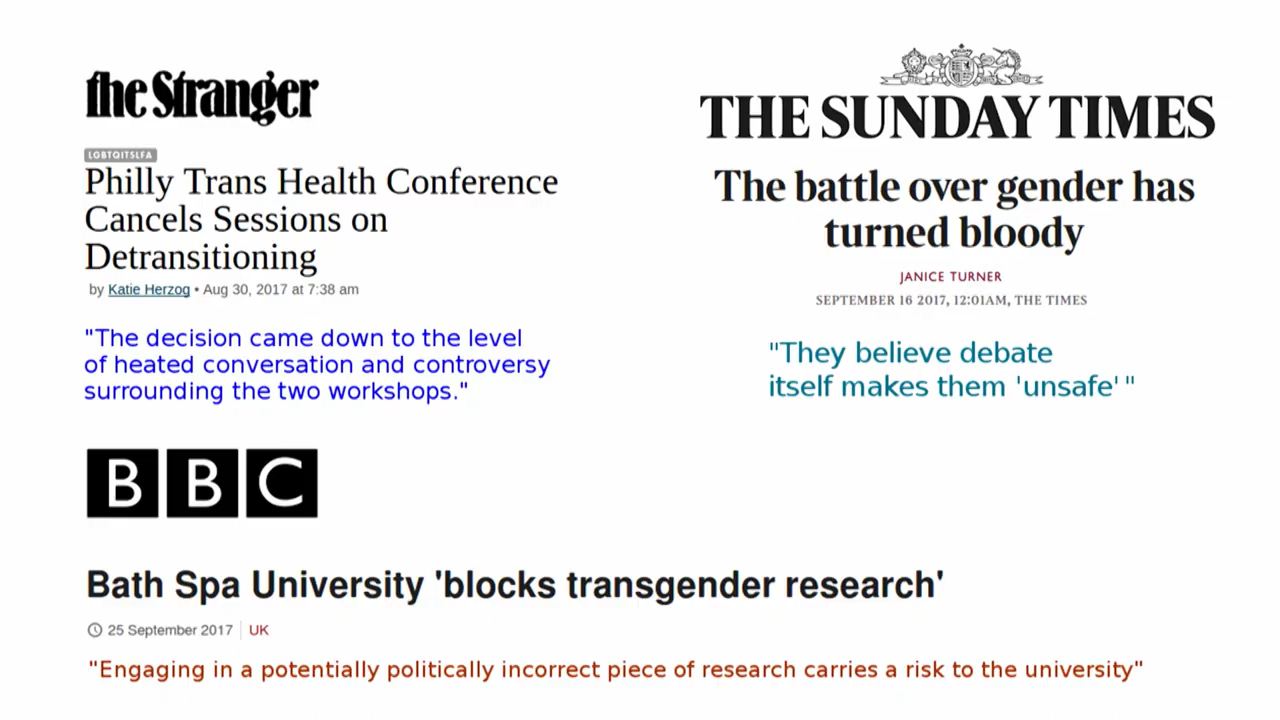 the Stranger
LGBTQITSLFA
Philly Trans Health Conference
Cancels Sessions on
Detransitioning
by Katie Herzog • Aug 30, 2017 at 7:38 am
"The decision came down to the level
of heated conversation and controversy
surrounding the two workshops."
THE SUNDAY TIMES
The battle over gender has
turned bloody
JANICE TURNER
SEPTEMBER 16 2017, 12:01AM, THE TIMES
"They believe debate
itself makes them 'unsafe' "
BBC
Bath Spa University 'blocks transgender research'
25 September 2017 UK
"Engaging in a potentially politically incorrect piece of research carries a risk to the university"